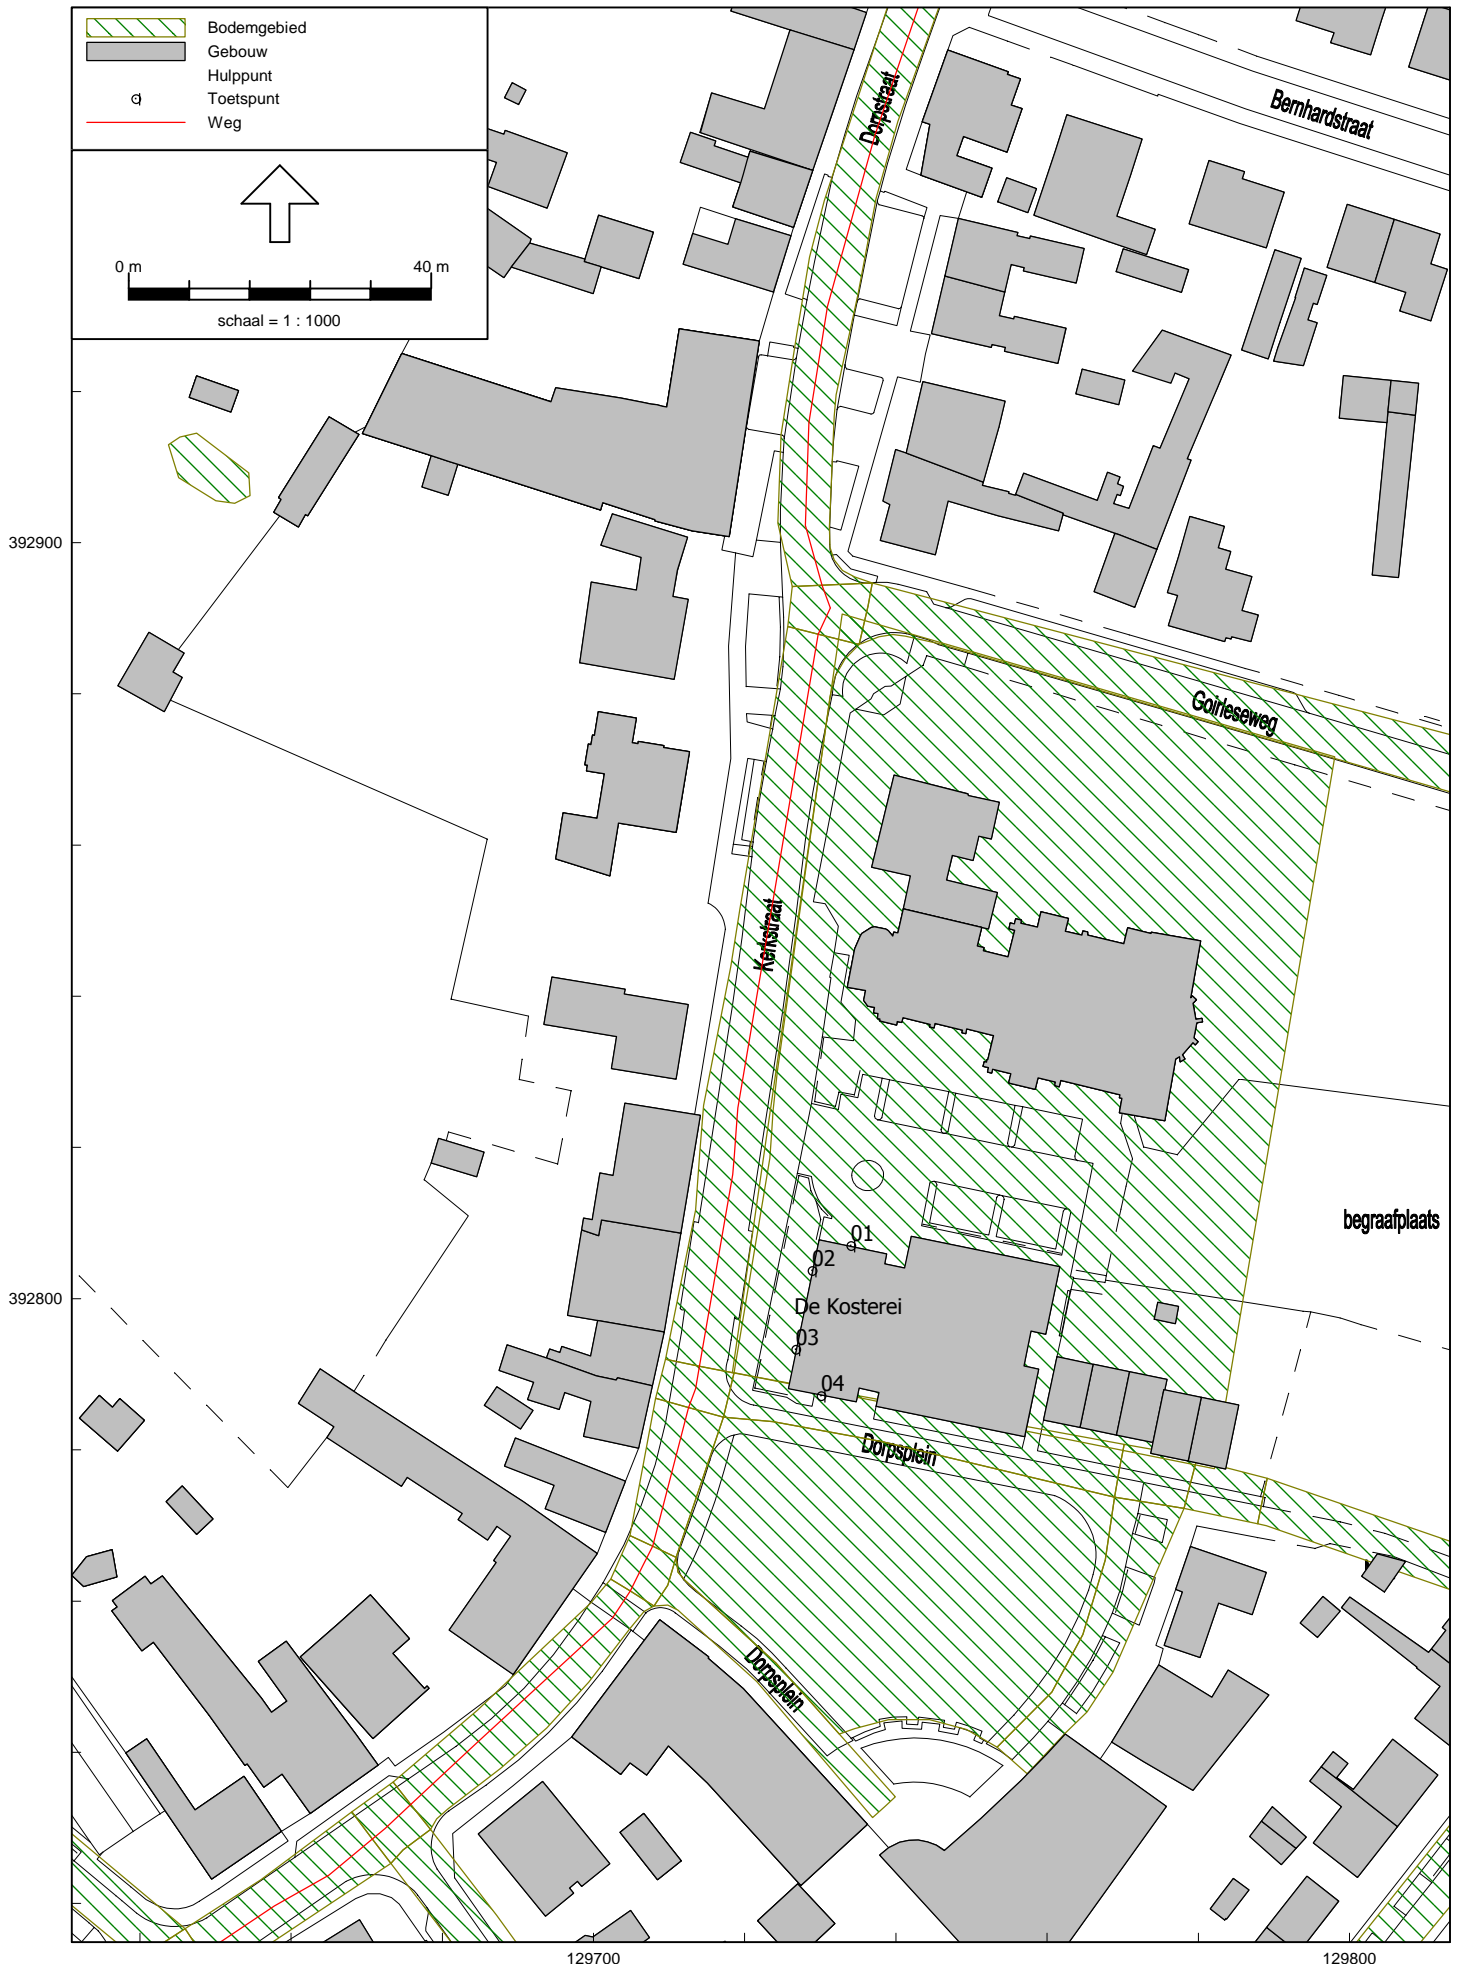 Bodemgebied
Gebouw
Hulppunt
Toetspunt
Weg
0 m 40 m
schaal = 1 : 1000
Dorpstraat
Bernhardstraat
392900
Goirleseweg
Kerkstraat
begraafplaats
01
02
392800
De Kosterei
03
04
Dorpsplein
Dorpsplein
129700 129800